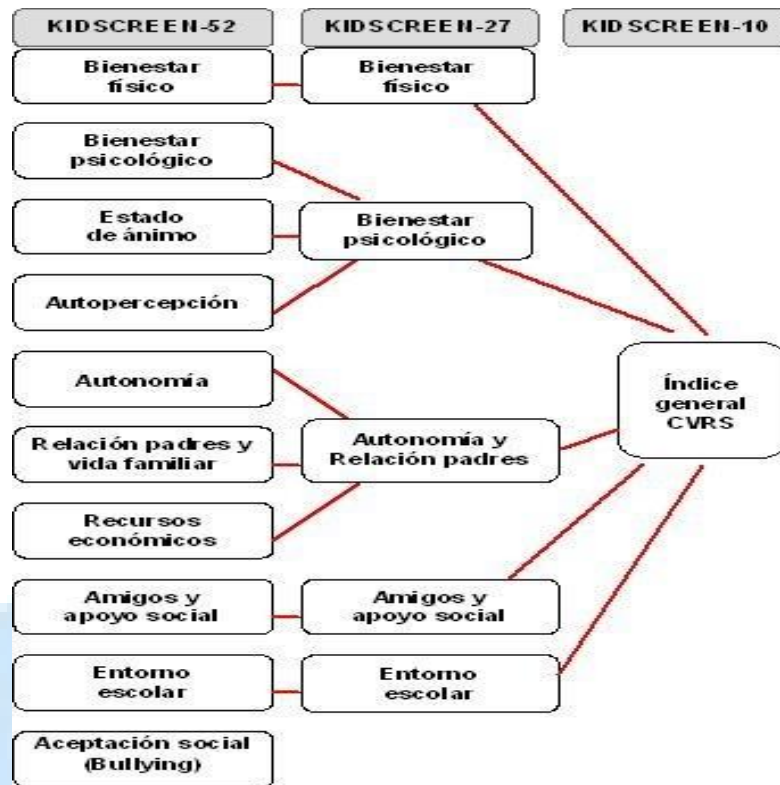 KIDSCREEN-52
KIDSCREEN-27
KIDSCREEN-10
Bienestar
físico
Bienestar
físico
Bienestar
psicológico
Estado
de ánimo
Bienestar
psicológico
Autopercepción
Autonomía
Índice
general
CVRS
Relación padres y
vida familiar
Autonomía y
Relación padres
Recursos
económicos
Amigos y
apoyo social
Amigos y
apoyo social
Entorno
escolar
Entorno
escolar
Aceptación social
(Bullying)